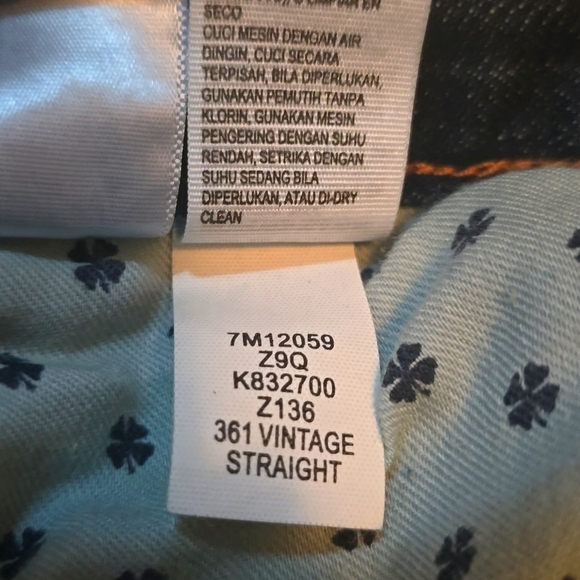 SECO
CUCI MESIN DENGAN AIR
DINGIN, CUCI SECARA
TERPISAH, BILA DIPERLUKAN,
GUNAKAN PEMUTIH TANPA
KLORIN, GUNAKAN MESIN
PENGERING DENGAN SUHU
RENDAH, SETRIKA DENGAN
SUHU SEDANG BILA
DIPERLUKAN, ATAU DI-DRY
CLEAN
7M12059
Z9Q
K832700
Z136
361 VINTAGE
STRAIGHT